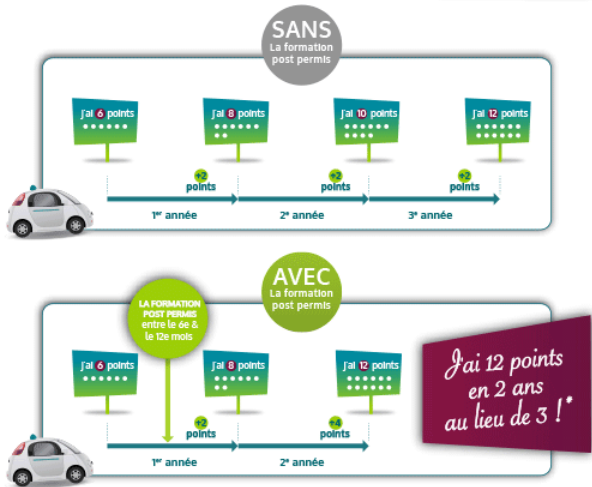 SANS
La formation
post permis
J'ai 6 points
J'ai 8 points
J'ai 10 points
J'ai 12 points
+2
points
+2
points
+2
points
1er année
2e année
3e année
AVEC
La formation
post permis
LA FORMATION
POST PERMIS
entre le 6e &
le 12e mois
J'ai 6 points
J'ai 8 points
J'ai 12 points
+2
points
+4
points
1er année
2e année
J'ai 12 points
en 2 ans
au lieu de 3 !*